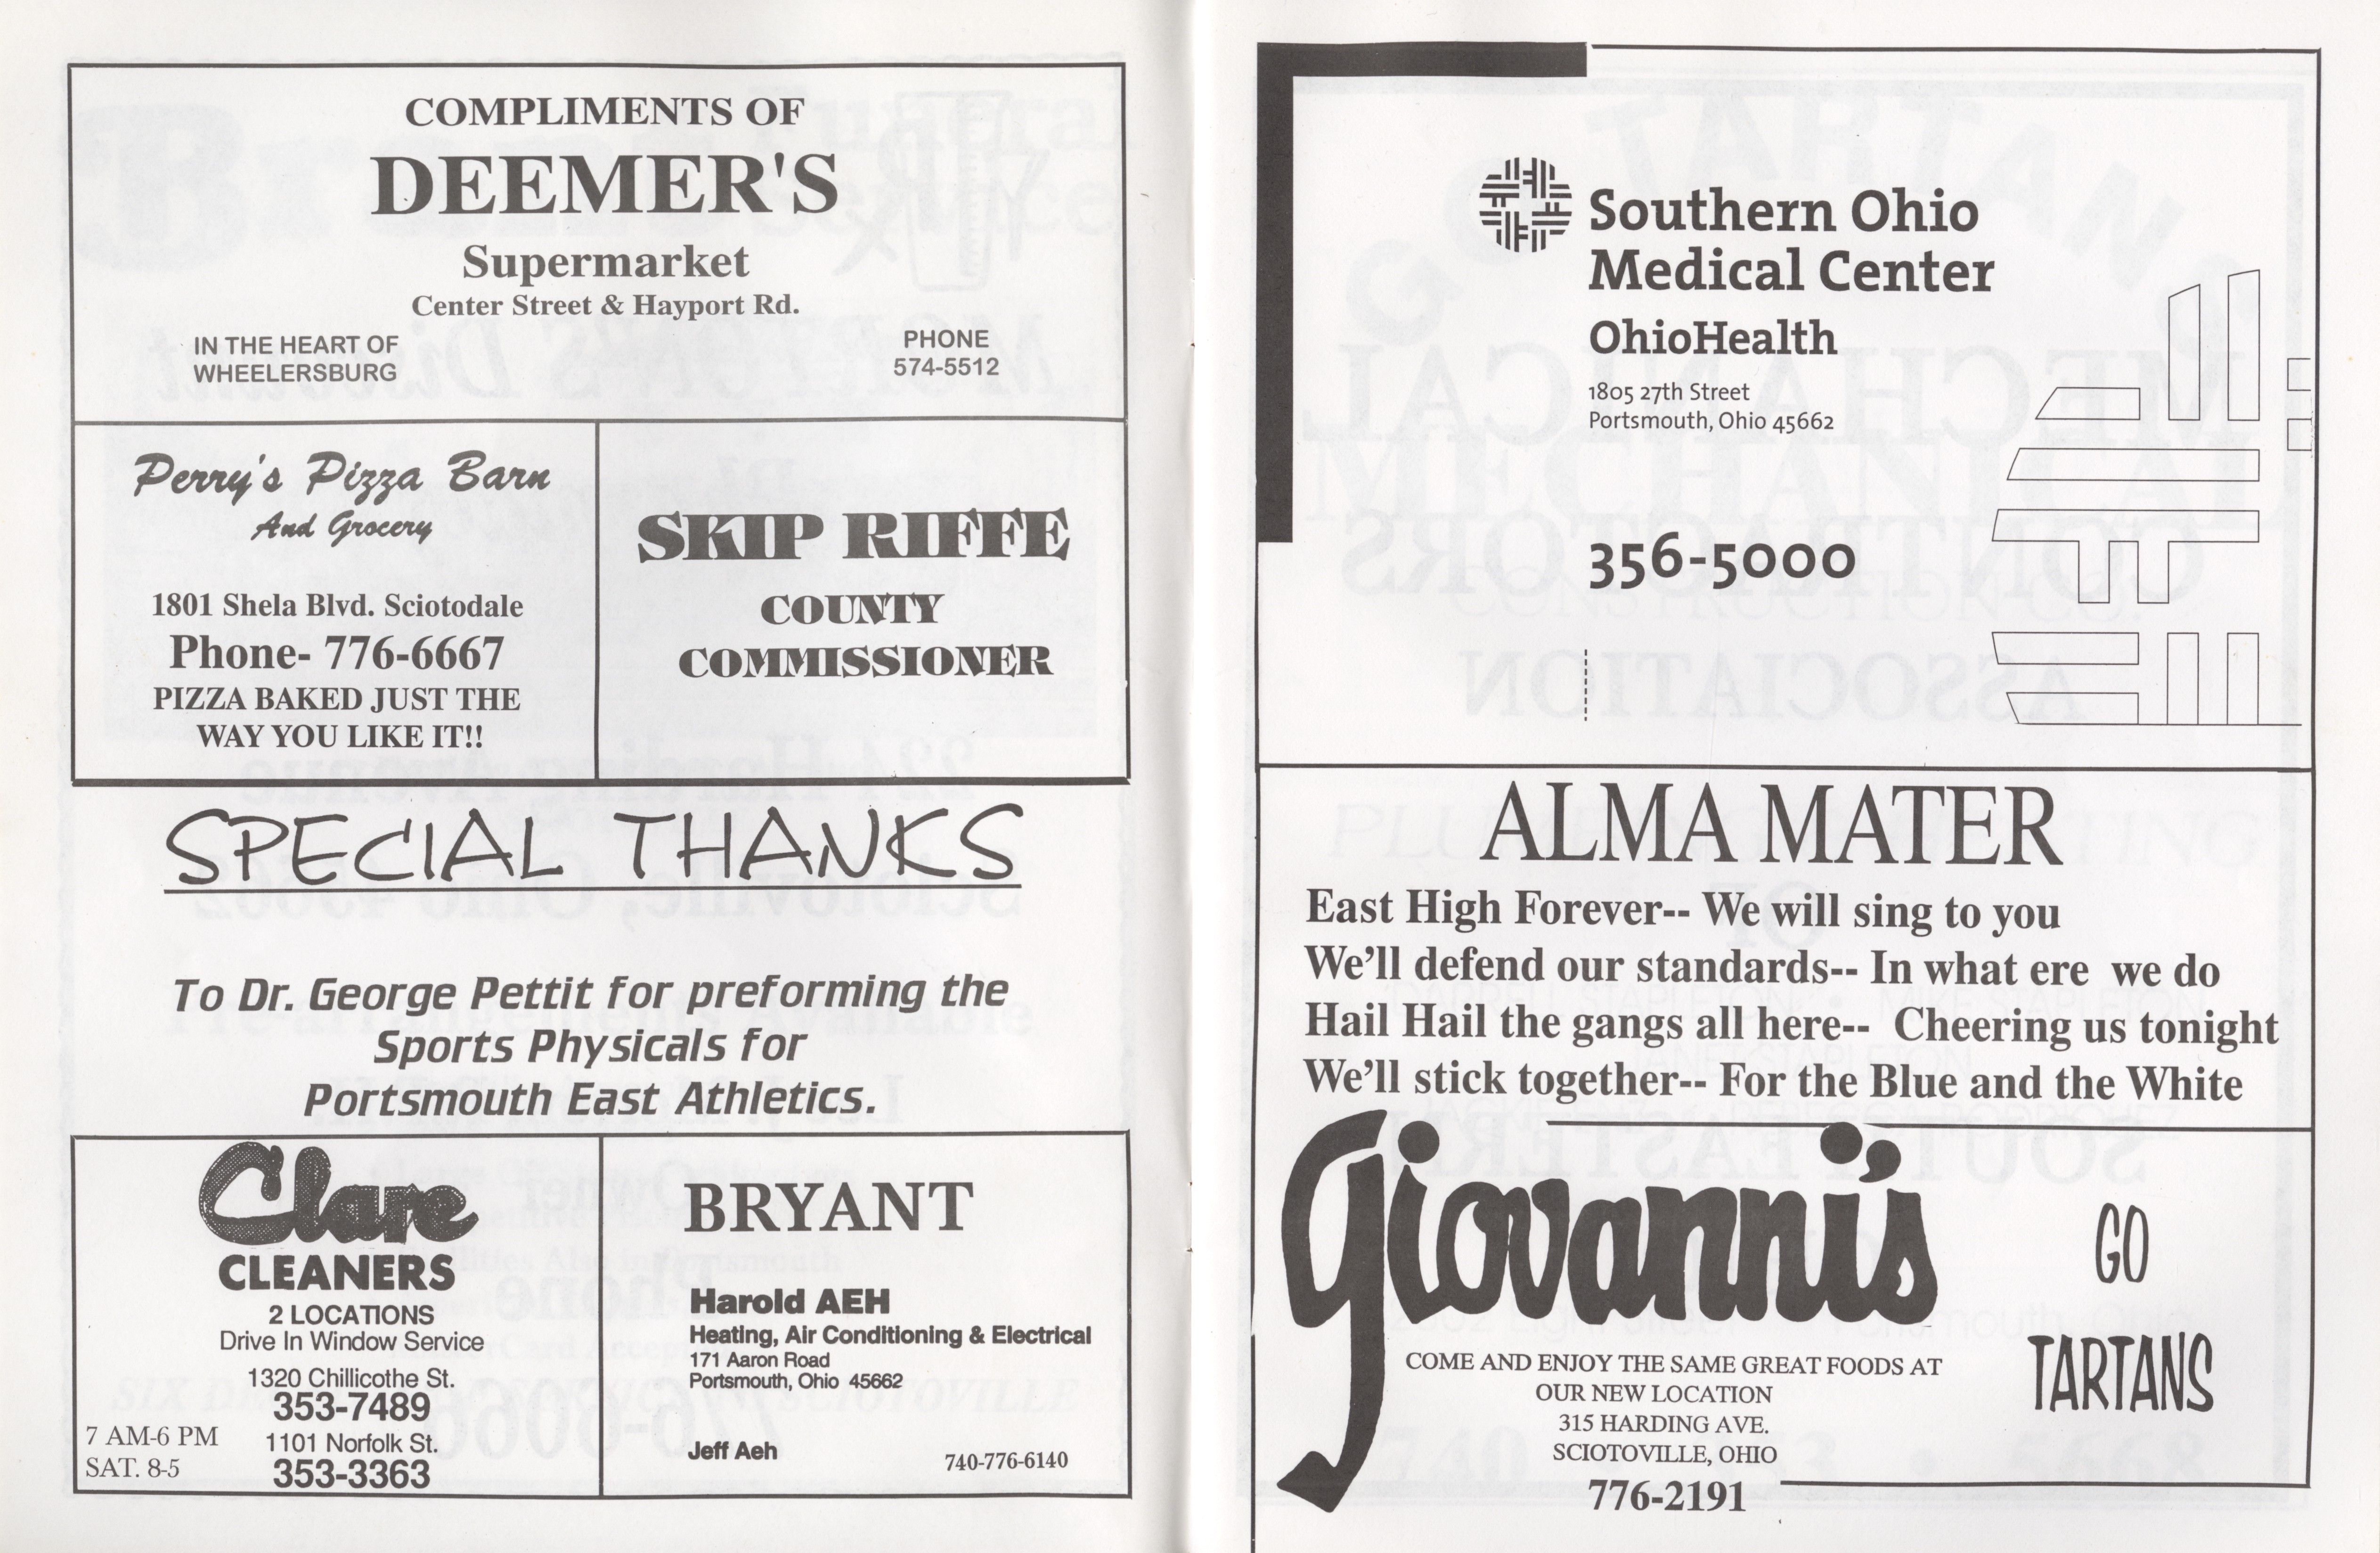 COMPLIMENTS OF
DEEMER'S
Supermarket
Center Street & Hayport Rd.
IN THE HEART OF
WHEELERSBURG
PHONE
574-5512
Perry's Pizza Barn
And Grocery
1801 Shela Blvd. Sciotodale
Phone- 776-6667
PIZZA BAKED JUST THE
WAY YOU LIKE IT!!
SKIP RIFFE
COUNTY
COMMISSIONER
SPECIAL THANKS
To Dr. George Pettit for preforming the
Sports Physicals for
Portsmouth East Athletics.
Clare
CLEANERS
2 LOCATIONS
Drive In Window Service
1320 Chillicothe St.
353-7489
7 AM-6 PM
SAT. 8-5
1101 Norfolk St.
353-3363
BRYANT
Harold AEH
Heating, Air Conditioning & Electrical
171 Aaron Road
Portsmouth, Ohio 45662
Jeff Aeh
740-776-6140
Southern Ohio
Medical Center
OhioHealth
1805 27th Street
Portsmouth, Ohio 45662
356-5000
ALMA MATER
East High Forever-- We will sing to you
We'll defend our standards-- In what ere we do
Hail Hail the gangs all here-- Cheering us tonight
We'll stick together-- For the Blue and the White
Giovanni's
COME AND ENJOY THE SAME GREAT FOODS AT
OUR NEW LOCATION
315 HARDING AVE.
SCIOTOVILLE, OHIO
776-2191
GO
TARTANS